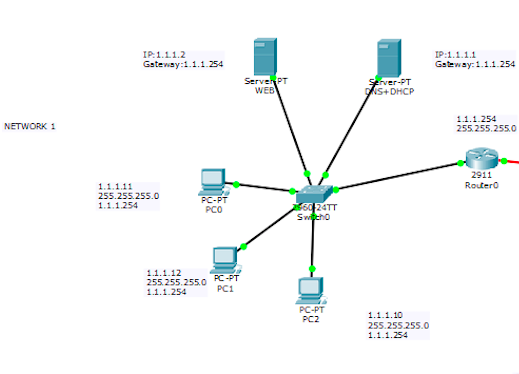 IP:1.1.1.2
Gateway:1.1.1.254
Server-PT
WEB
IP:1.1.1.1
Gateway:1.1.1.254
Server-PT
DNS+DHCP
NETWORK 1
1.1.1.254
255.255.255.0
2911
Router0
1.1.1.11
255.255.255.0
1.1.1.254
PC-PT
PC0
2960-24TT
Switch0
1.1.1.12
255.255.255.0
1.1.1.254
PC-PT
PC1
PC-PT
PC2
1.1.1.10
255.255.255.0
1.1.1.254